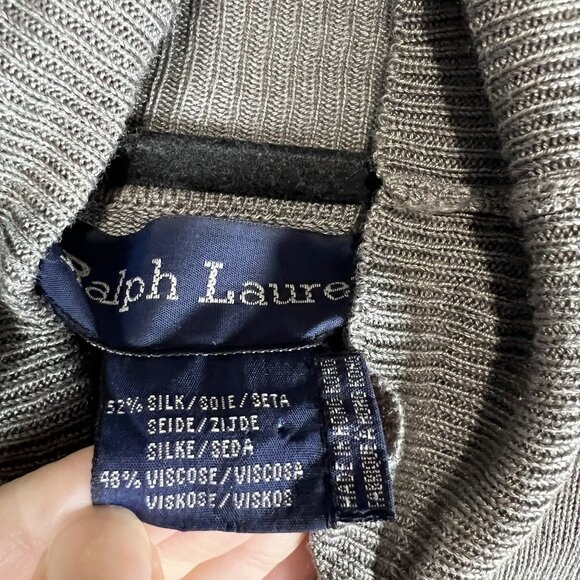 Ralph Laure
52% SILK/SOIE/SETA
SEIDE/ZIJDE
SILKE/SEDA
48% VISCOSE/VISCOSA
VISKOSE/VISKOS